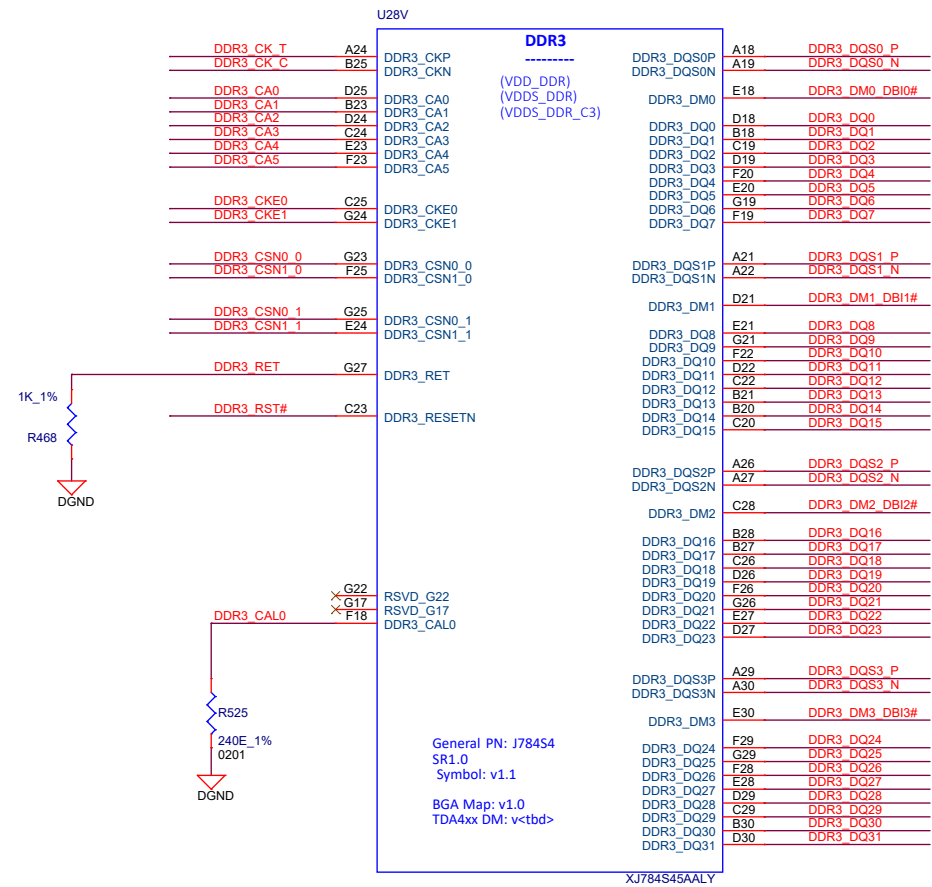 U28V
DDR3
---------
(VDD_DDR)
(VDDS_DDR)
(VDDS_DDR_C3)
DDR3_CK_T A24 DDR3_CKP
DDR3_CK_C B25 DDR3_CKN
DDR3_CA0 D25 DDR3_CA0
DDR3_CA1 B23 DDR3_CA1
DDR3_CA2 D24 DDR3_CA2
DDR3_CA3 C24 DDR3_CA3
DDR3_CA4 E23 DDR3_CA4
DDR3_CA5 F23 DDR3_CA5
DDR3_CKE0 C25 DDR3_CKE0
DDR3_CKE1 G24 DDR3_CKE1
DDR3_CSN0_0 G23 DDR3_CSN0_0
DDR3_CSN1_0 F25 DDR3_CSN1_0
DDR3_CSN0_1 G25 DDR3_CSN0_1
DDR3_CSN1_1 E24 DDR3_CSN1_1
DDR3_RET G27 DDR3_RET
1K_1%
R468
DGND
DDR3_RST# C23 DDR3_RESETN
G22 RSVD_G22
G17 RSVD_G17
DDR3_CAL0 F18 DDR3_CAL0
R525
240E_1%
0201
DGND
DDR3_DQS0P A18 DDR3_DQS0_P
DDR3_DQS0N A19 DDR3_DQS0_N
DDR3_DM0 E18 DDR3_DM0_DBI0#
DDR3_DQ0 D18 DDR3_DQ0
DDR3_DQ1 B18 DDR3_DQ1
DDR3_DQ2 C19 DDR3_DQ2
DDR3_DQ3 D19 DDR3_DQ3
DDR3_DQ4 F20 DDR3_DQ4
DDR3_DQ5 E20 DDR3_DQ5
DDR3_DQ6 G19 DDR3_DQ6
DDR3_DQ7 F19 DDR3_DQ7
DDR3_DQS1P A21 DDR3_DQS1_P
DDR3_DQS1N A22 DDR3_DQS1_N
DDR3_DM1 D21 DDR3_DM1_DBI1#
DDR3_DQ8 E21 DDR3_DQ8
DDR3_DQ9 G21 DDR3_DQ9
DDR3_DQ10 F22 DDR3_DQ10
DDR3_DQ11 D22 DDR3_DQ11
DDR3_DQ12 C22 DDR3_DQ12
DDR3_DQ13 B21 DDR3_DQ13
DDR3_DQ14 B20 DDR3_DQ14
DDR3_DQ15 C20 DDR3_DQ15
DDR3_DQS2P A26 DDR3_DQS2_P
DDR3_DQS2N A27 DDR3_DQS2_N
DDR3_DM2 C28 DDR3_DM2_DBI2#
DDR3_DQ16 B28 DDR3_DQ16
DDR3_DQ17 B27 DDR3_DQ17
DDR3_DQ18 C26 DDR3_DQ18
DDR3_DQ19 D26 DDR3_DQ19
DDR3_DQ20 F26 DDR3_DQ20
DDR3_DQ21 G26 DDR3_DQ21
DDR3_DQ22 E27 DDR3_DQ22
DDR3_DQ23 D27 DDR3_DQ23
DDR3_DQS3P A29 DDR3_DQS3_P
DDR3_DQS3N A30 DDR3_DQS3_N
DDR3_DM3 E30 DDR3_DM3_DBI3#
DDR3_DQ24 F29 DDR3_DQ24
DDR3_DQ25 G29 DDR3_DQ25
DDR3_DQ26 F28 DDR3_DQ26
DDR3_DQ27 E28 DDR3_DQ27
DDR3_DQ28 D29 DDR3_DQ28
DDR3_DQ29 C29 DDR3_DQ29
DDR3_DQ30 B30 DDR3_DQ30
DDR3_DQ31 D30 DDR3_DQ31
General PN: J784S4
SR1.0
Symbol: v1.1
BGA Map: v1.0
TDA4xx DM: v<tbd>
XJ784S45AALY